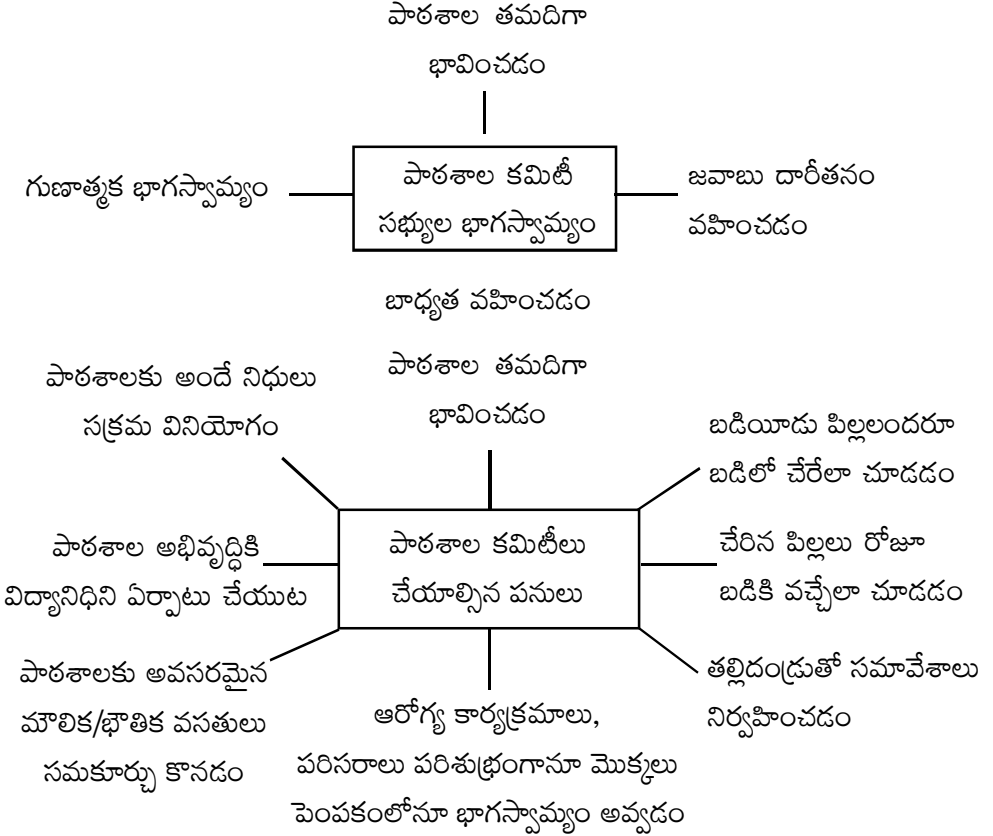 పాఠశాల తమదిగా
భావించడం
గుణాత్మక భాగస్వామ్యం
పాఠశాల కమిటీ
సభ్యుల భాగస్వామ్యం
జవాబు దారీతనం
వహించడం
బాధ్యత వహించడం
పాఠశాల తమదిగా
భావించడం
పాఠశాలకు అందే నిధులు
సక్రమ వినియోగం
బడియీడు పిల్లలందరూ
బడిలో చేరేలా చూడడం
పాఠశాల అభివృద్ధికి
విద్యానిధిని ఏర్పాటు చేయుట
పాఠశాల కమిటీలు
చేయాల్సిన పనులు
చేరిన పిల్లలు రోజూ
బడికి వచ్చేలా చూడడం
పాఠశాలకు అవసరమైన
మౌలిక/భౌతిక వసతులు
సమకూర్చు కొనడం
ఆరోగ్య కార్యక్రమాలు,
పరిసరాలు పరిశుభ్రంగానూ మొక్కలు
పెంపకంలోనూ భాగస్వామ్యం అవ్వడం
తల్లిదండ్రుతో సమావేశాలు
నిర్వహించడం